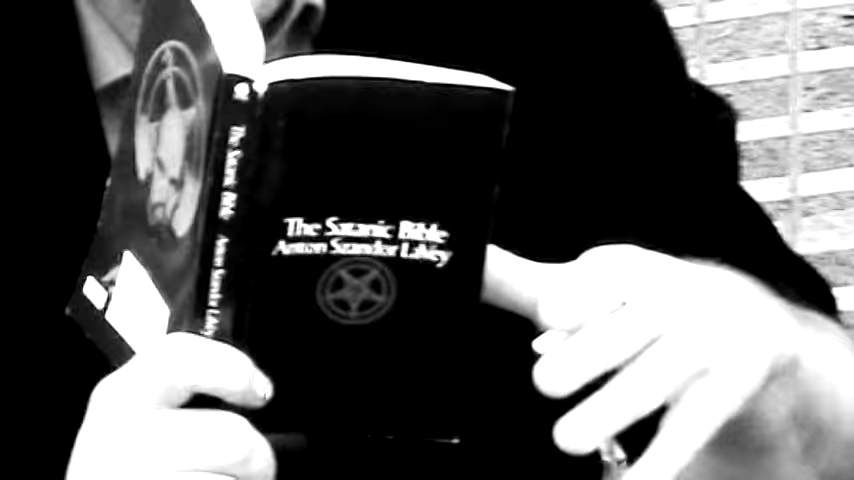 The Satanic Bible
Anton Szandor LaVey
The Satanic Bible Anton Szandor LaVey